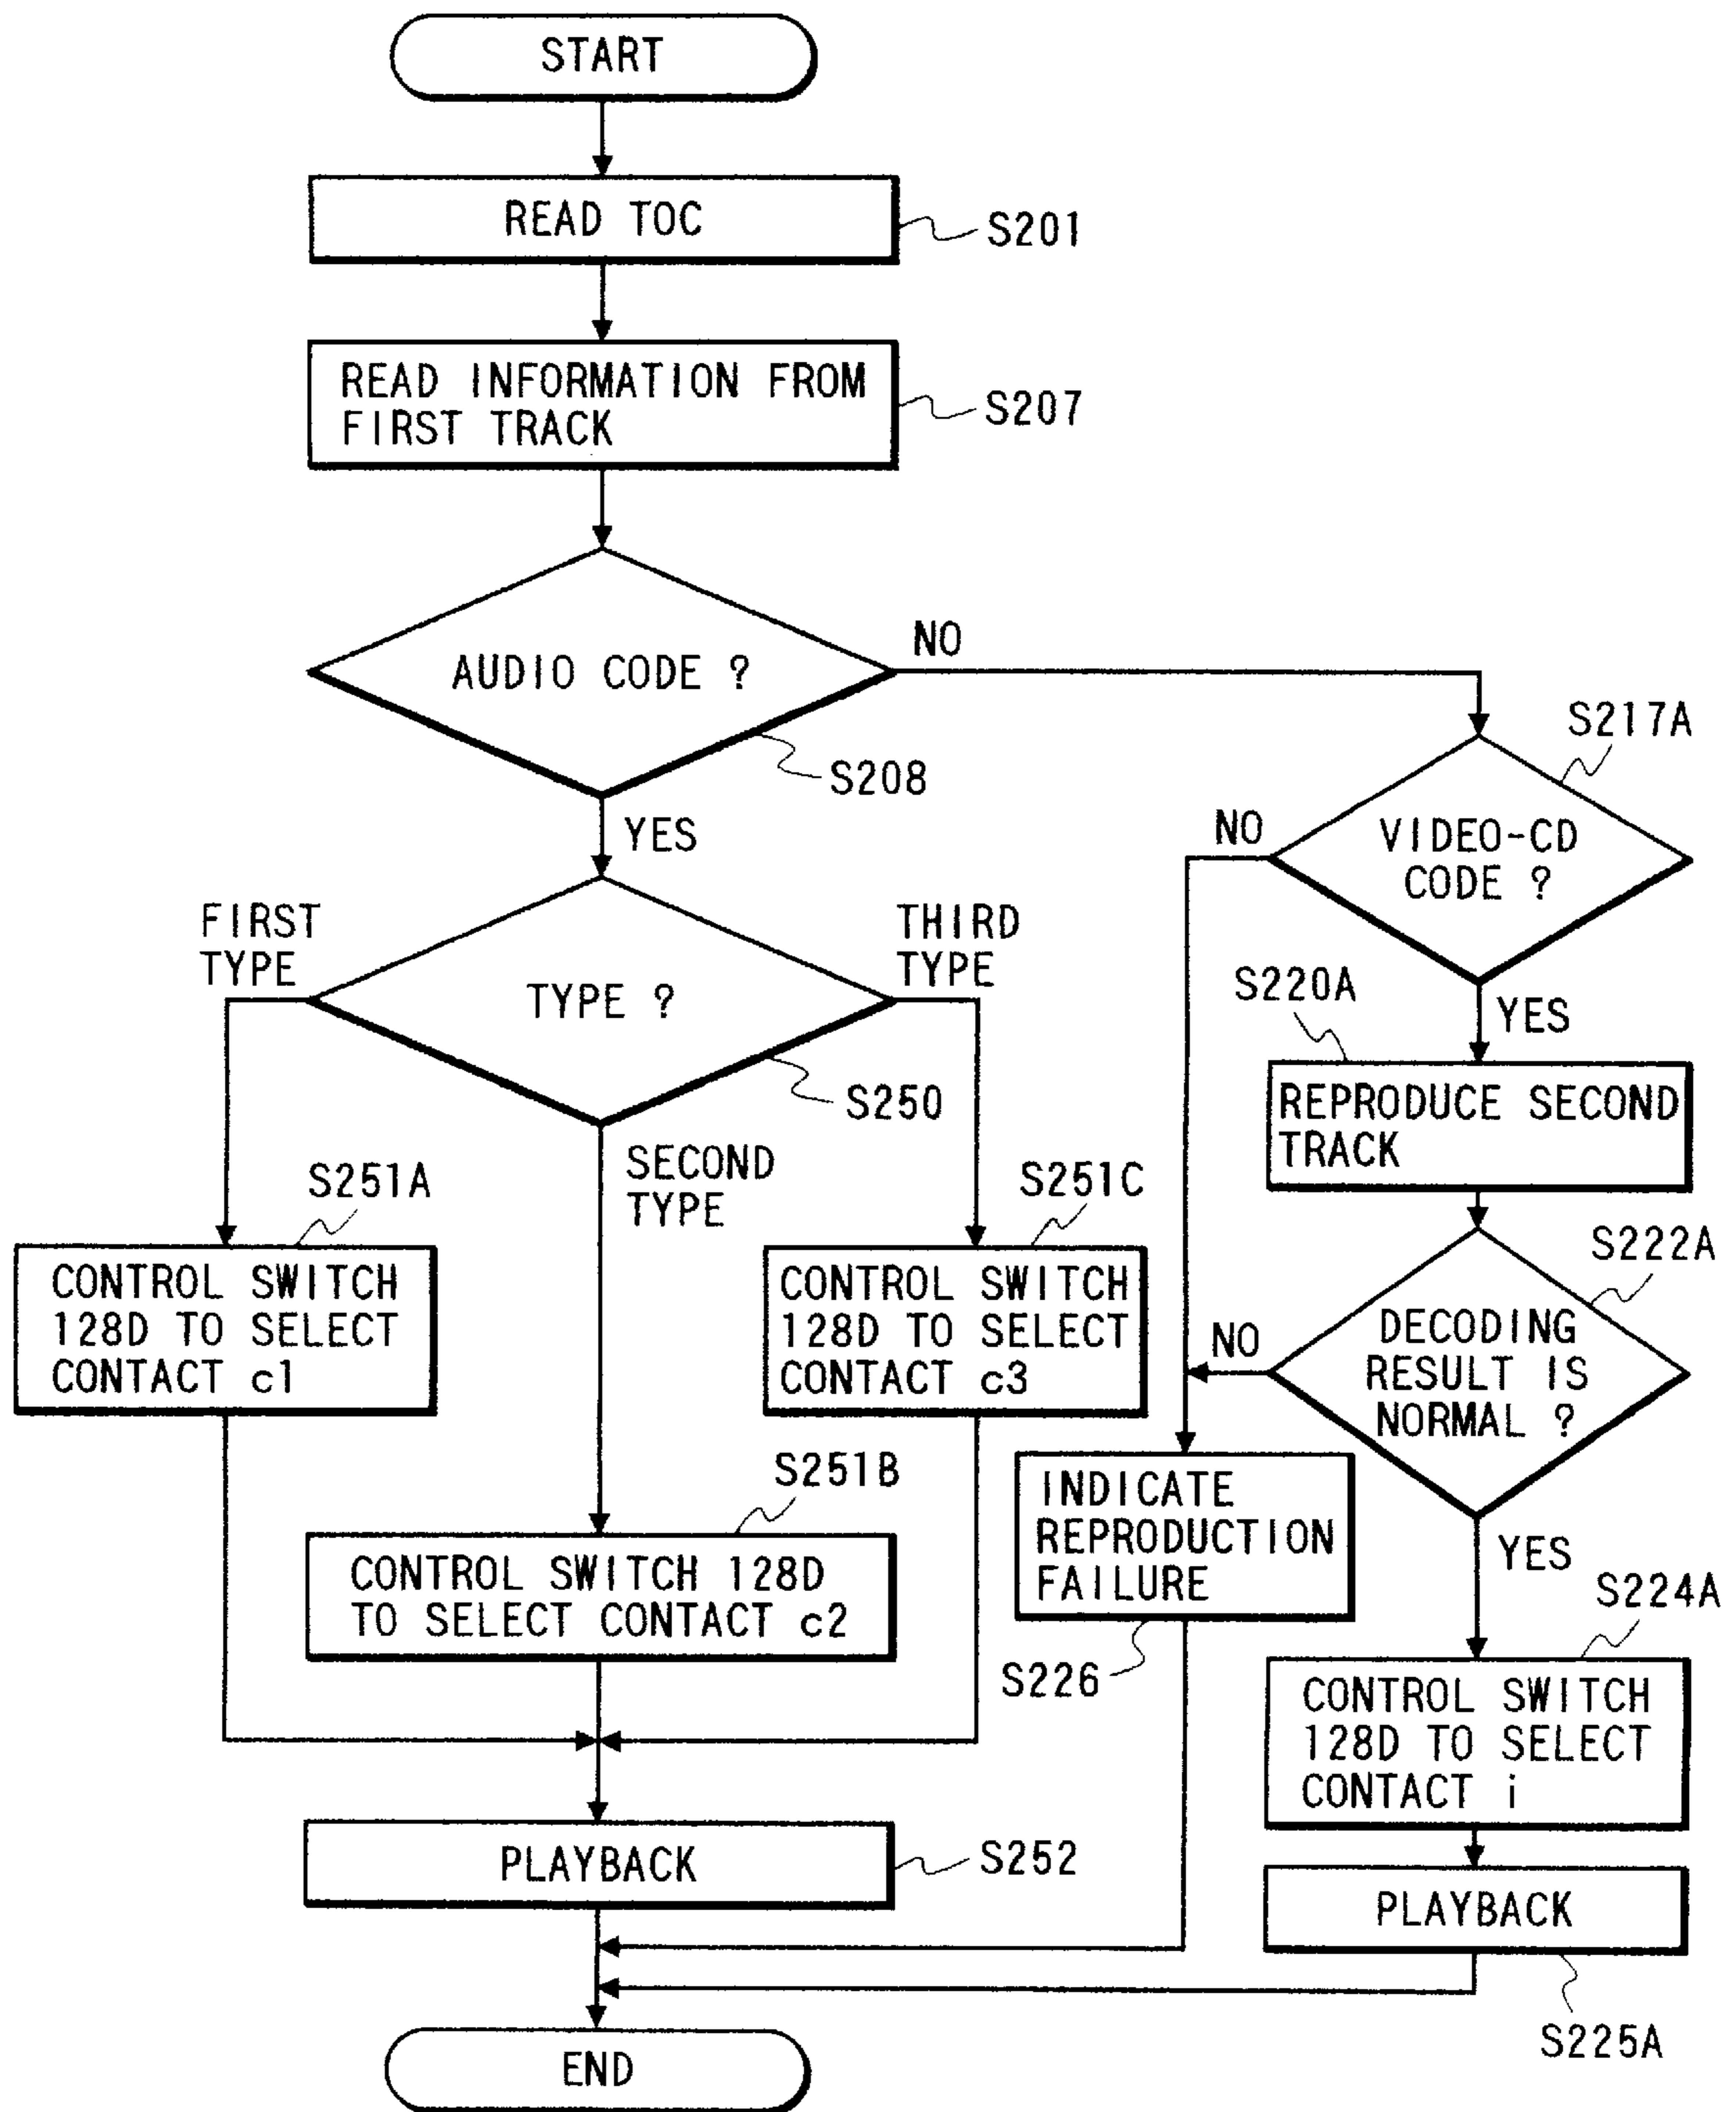 START
READ TOC
S201
READ INFORMATION FROM
FIRST TRACK
S207
AUDIO CODE ?
NO
S208
YES
S217A
VIDEO-CD
CODE ?
NO
YES
FIRST
TYPE
THIRD
TYPE
TYPE ?
S250
SECOND
TYPE
S220A
REPRODUCE SECOND
TRACK
S251A
CONTROL SWITCH
128D TO SELECT
CONTACT c1
S251C
CONTROL SWITCH
128D TO SELECT
CONTACT c3
S222A
DECODING
RESULT IS
NORMAL ?
NO
YES
S251B
CONTROL SWITCH 128D
TO SELECT CONTACT c2
INDICATE
REPRODUCTION
FAILURE
S226
S224A
CONTROL SWITCH
128D TO SELECT
CONTACT i
PLAYBACK
S252
PLAYBACK
S225A
END